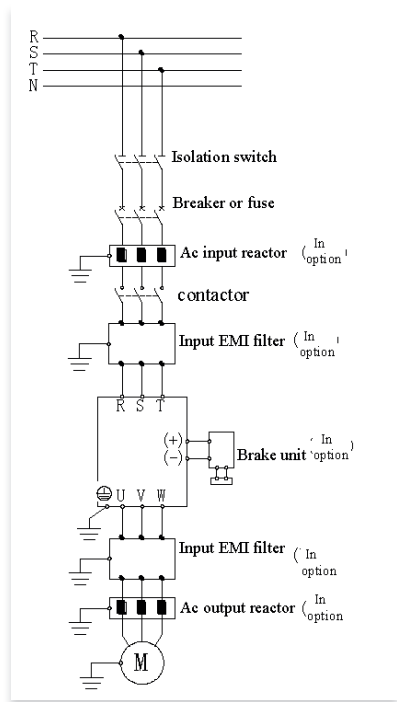 R
S
T
N
Isolation switch
Breaker or fuse
Ac input reactor (In option)
contactor
Input EMI filter (In option)
R S T
(+)
(-)
Brake unit (In option)
U V W
Input EMI filter (In option
Ac output reactor (In option
M